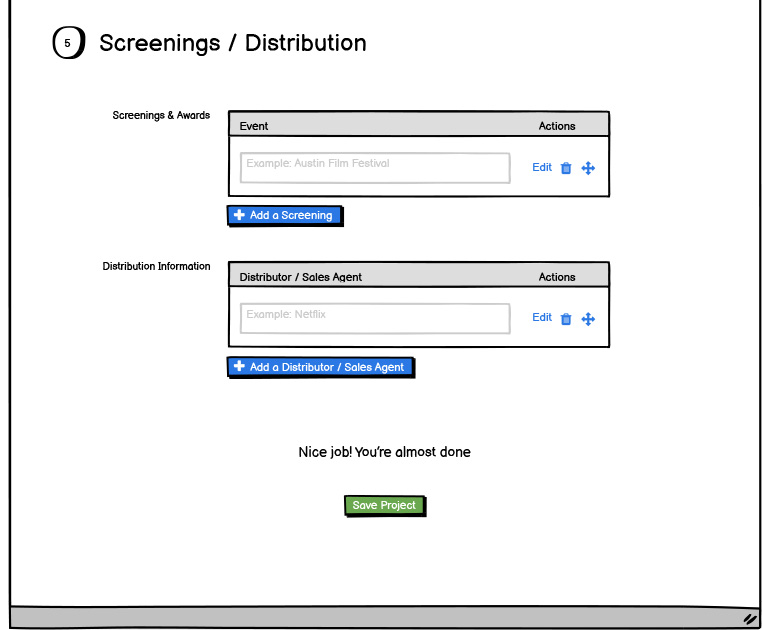 5 Screenings / Distribution
Screenings & Awards
Event Actions
Example: Austin Film Festival Edit
Add a Screening
Distribution Information
Distributor / Sales Agent Actions
Example: Netflix Edit
Add a Distributor / Sales Agent
Nice job! You're almost done
Save Project